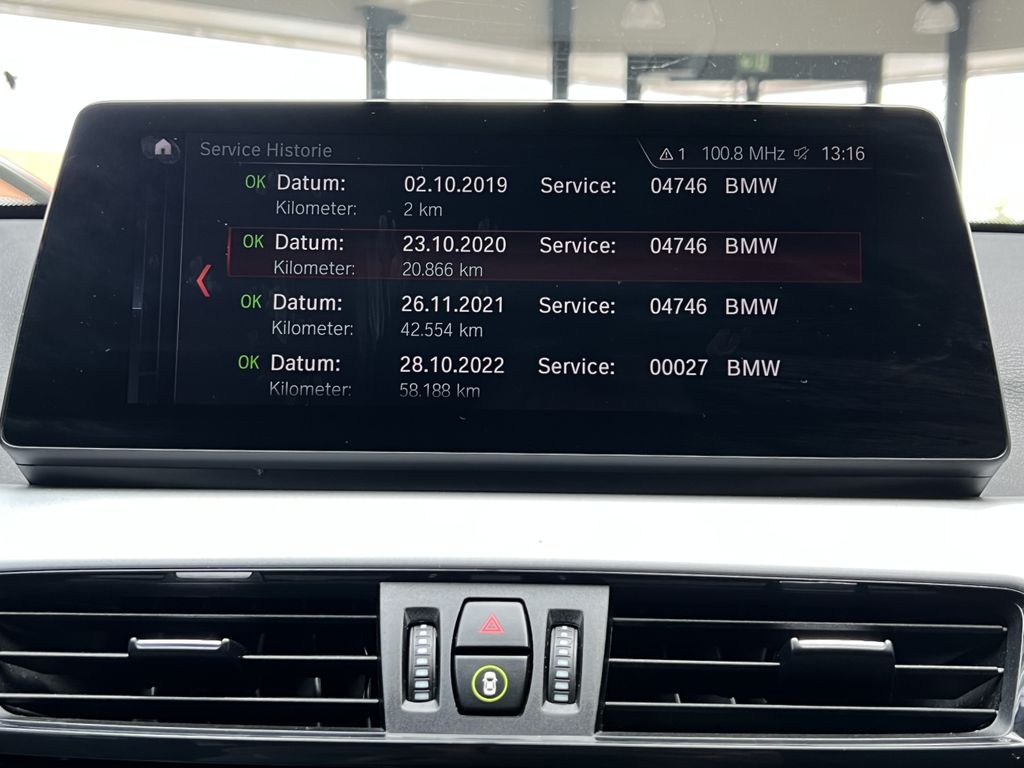 Service Historie
1 100.8 MHz 13:16
OK Datum: 02.10.2019 Service: 04746 BMW
Kilometer: 2 km
OK Datum: 23.10.2020 Service: 04746 BMW
Kilometer: 20.866 km
OK Datum: 26.11.2021 Service: 04746 BMW
Kilometer: 42.554 km
OK Datum: 28.10.2022 Service: 00027 BMW
Kilometer: 58.188 km